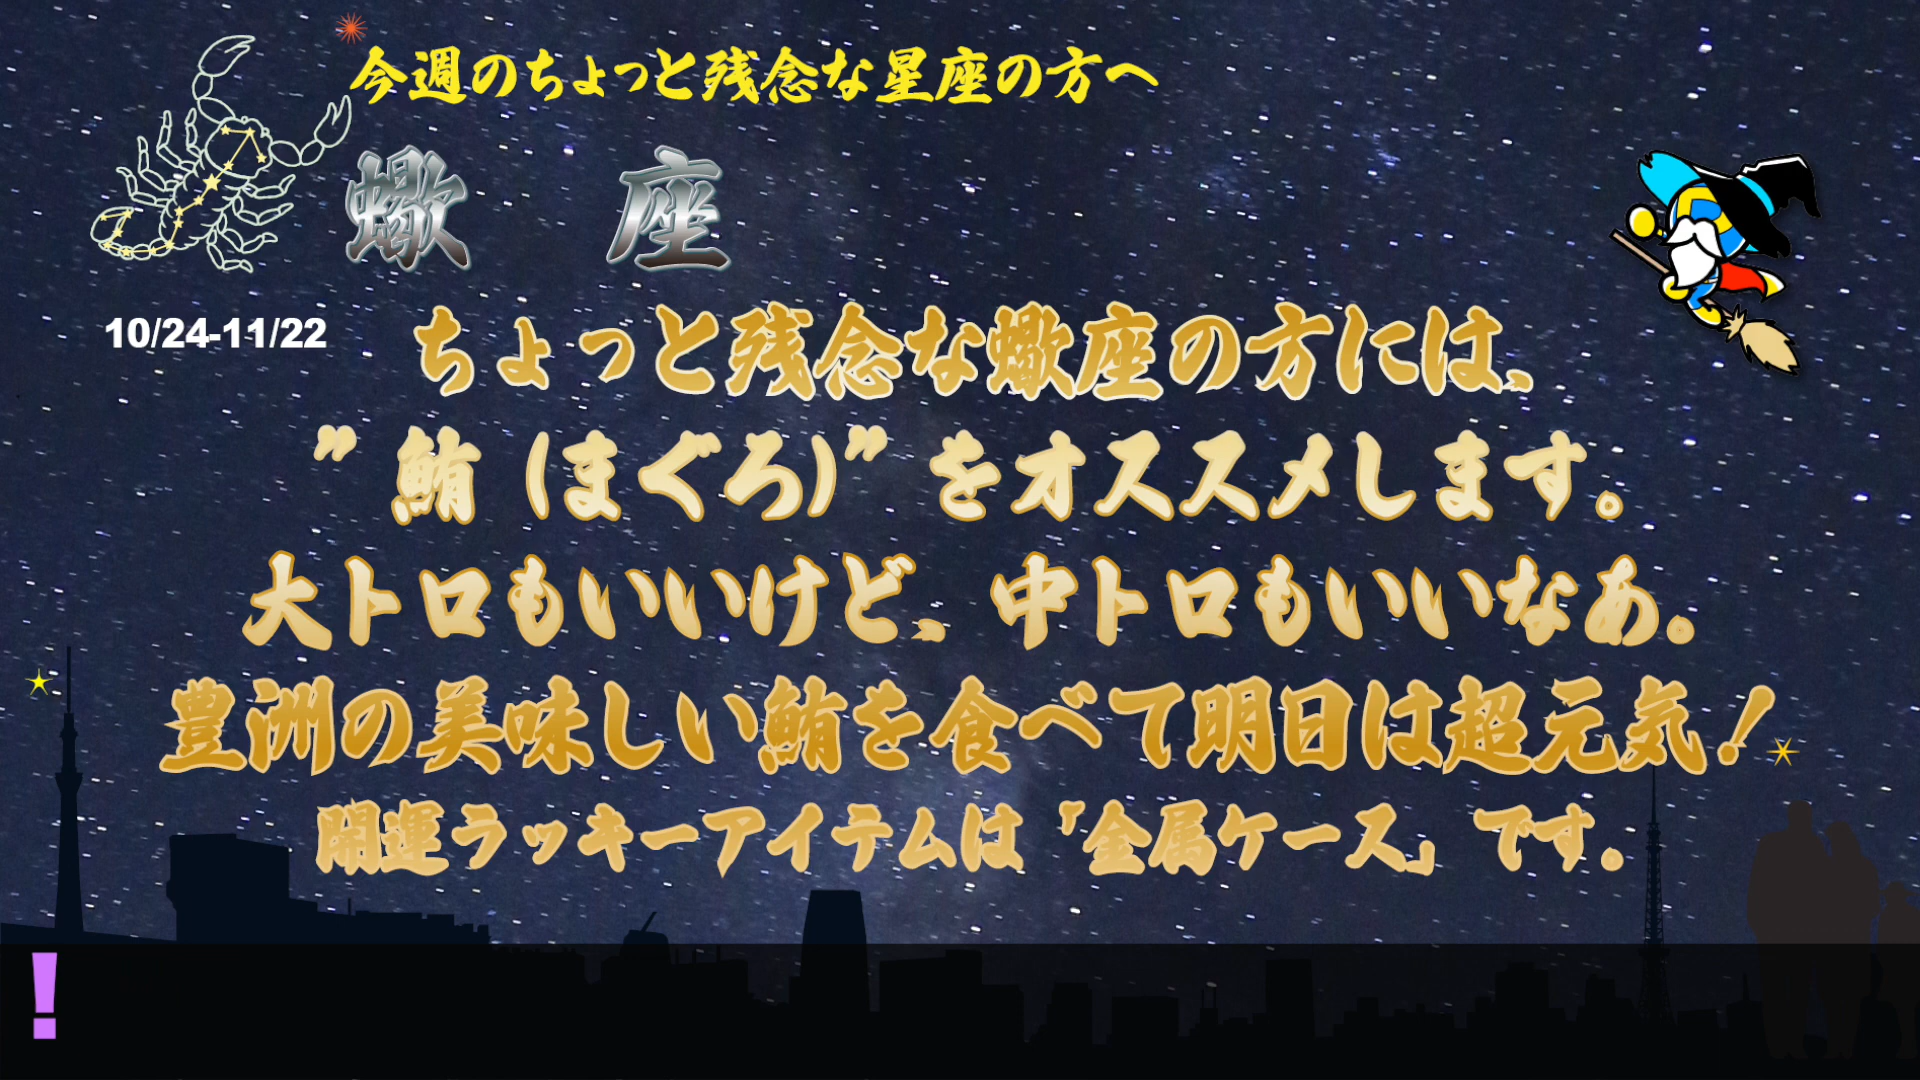 今週のちょっと残念な星座の方へ
蠍 座
10/24-11/22
ちょっと残念な蠍座の方には、
”鮪（まぐろ）”をオススメします。
大トロもいいけど、中トロもいいなあ。
豊洲の美味しい鮪を食べて明日は超元気！
開運ラッキーアイテムは「金属ケース」です。
!